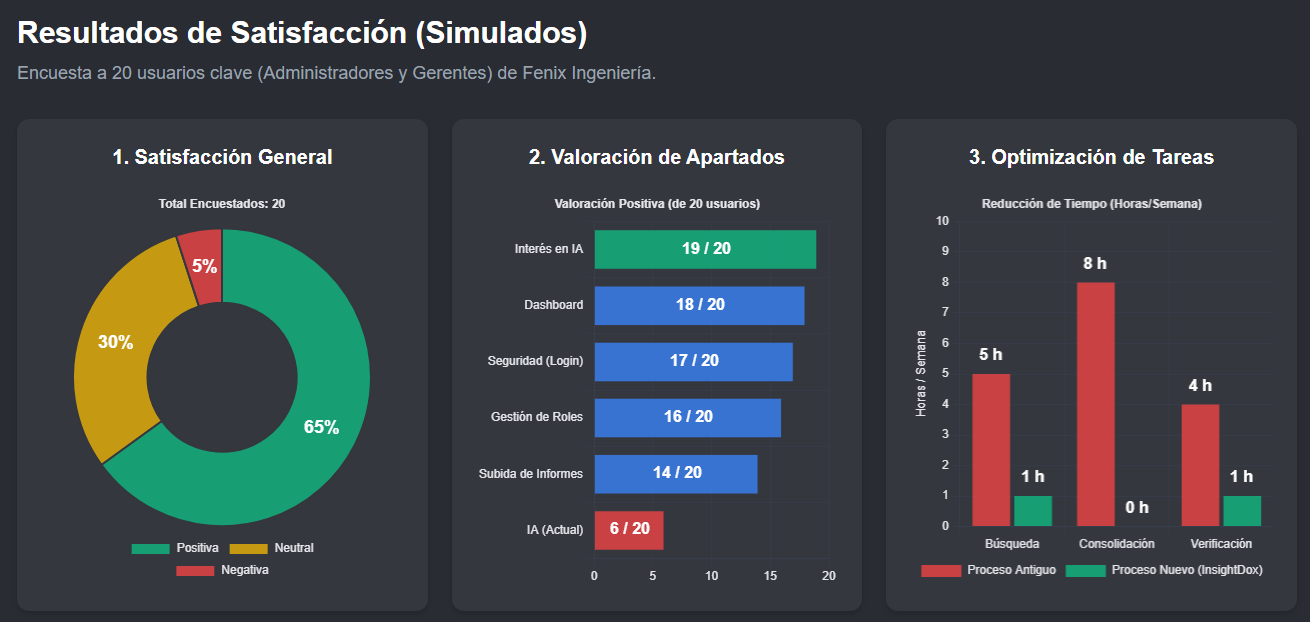 Resultados de Satisfacción (Simulados)
Encuesta a 20 usuarios clave (Administradores y Gerentes) de Fenix Ingeniería.
1. Satisfacción General
Total Encuestados: 20
5%
30%
65%
Positiva
Neutral
Negativa
2. Valoración de Apartados
Valoración Positiva (de 20 usuarios)
Interés en IA
19 / 20
Dashboard
18 / 20
Seguridad (Login)
17 / 20
Gestión de Roles
16 / 20
Subida de Informes
14 / 20
IA (Actual)
6 / 20
0
5
10
15
20
3. Optimización de Tareas
Reducción de Tiempo (Horas/Semana)
Horas / Semana
10
9
8
7
6
5
4
3
2
1
0
5 h
1 h
8 h
0 h
4 h
1 h
Búsqueda
Consolidación
Verificación
Proceso Antiguo
Proceso Nuevo (InsightDox)